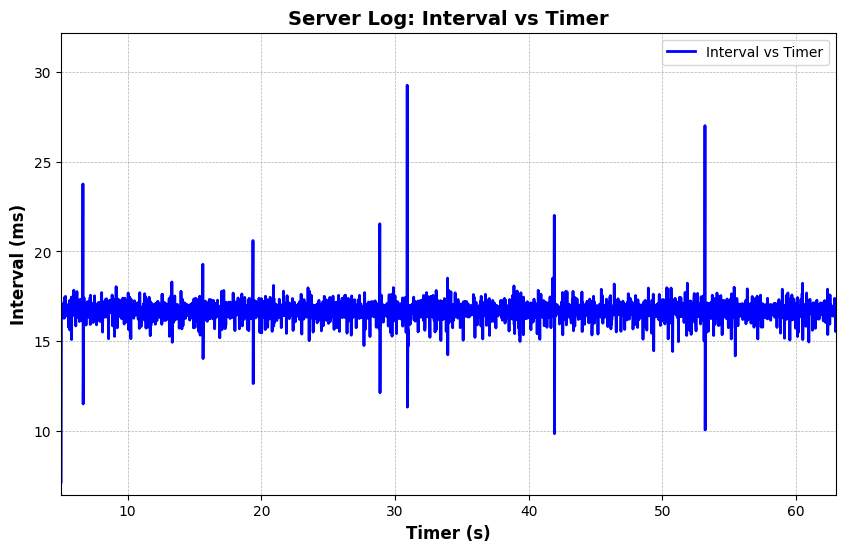 Server Log: Interval vs Timer
Interval vs Timer
30
25
20
15
10
Interval (ms)
10 20 30 40 50 60
Timer (s)